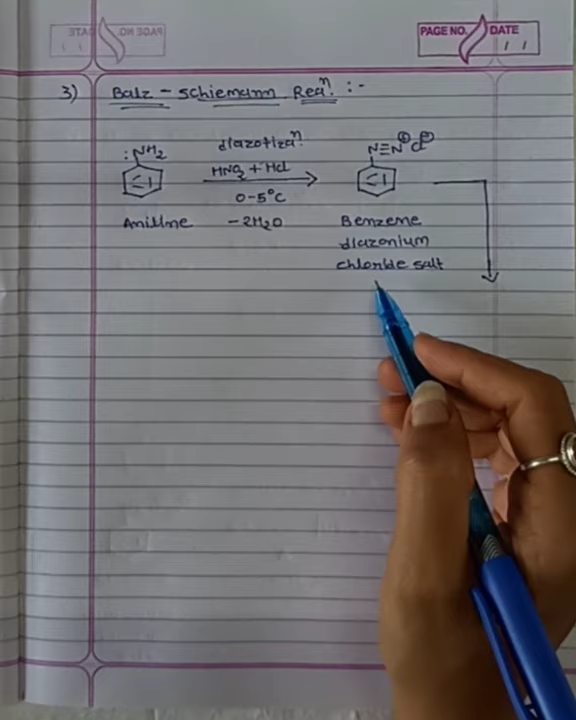 PAGE NO. DATE
/ /
3) Balz - Schiemann Reaⁿ. :-
:NH₂ diazotizaⁿ. N≡N⊕ Cl⊖
HNO₂ + HCl
0-5°C
Aniline -2H₂O Benzene
diazonium
chloride salt